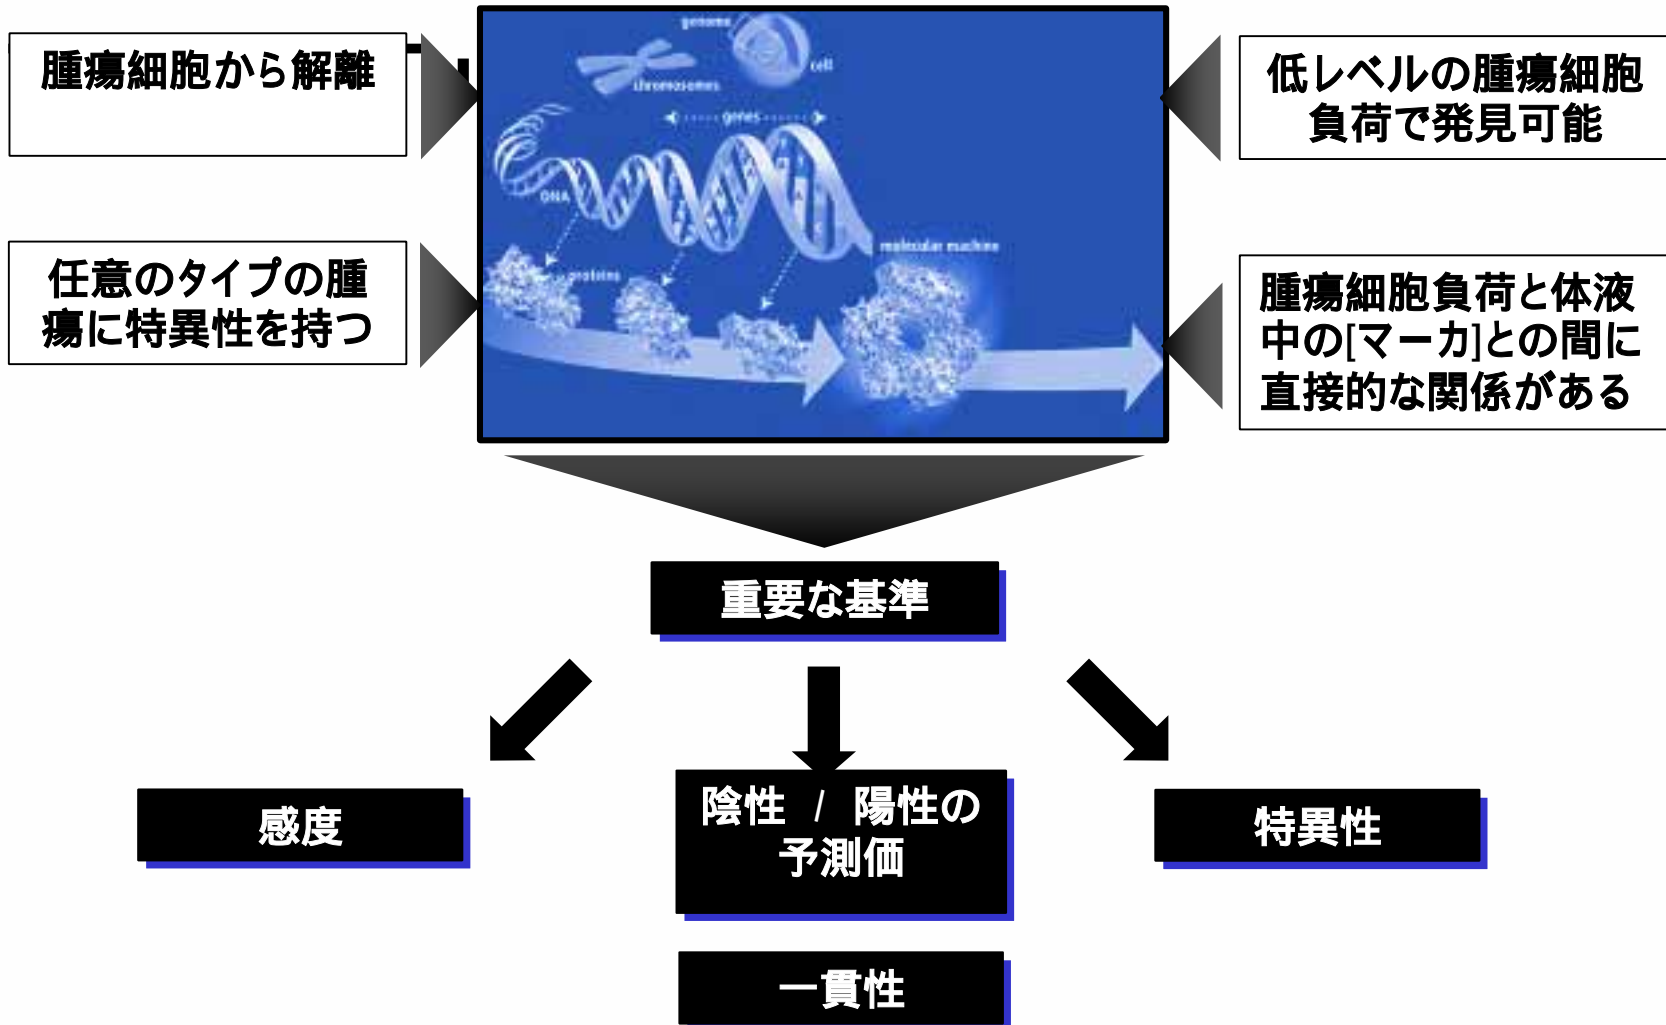 腫瘍細胞から解離
任意のタイプの腫
瘍に特異性を持つ
genome
cell
chromosomes
genes
DNA
proteins
molecular machine
低レベルの腫瘍細胞
負荷で発見可能
腫瘍細胞負荷と体液
中の[マーカ]との間に
直接的な関係がある
重要な基準
感度
陰性 / 陽性の
予測価
特異性
一貫性